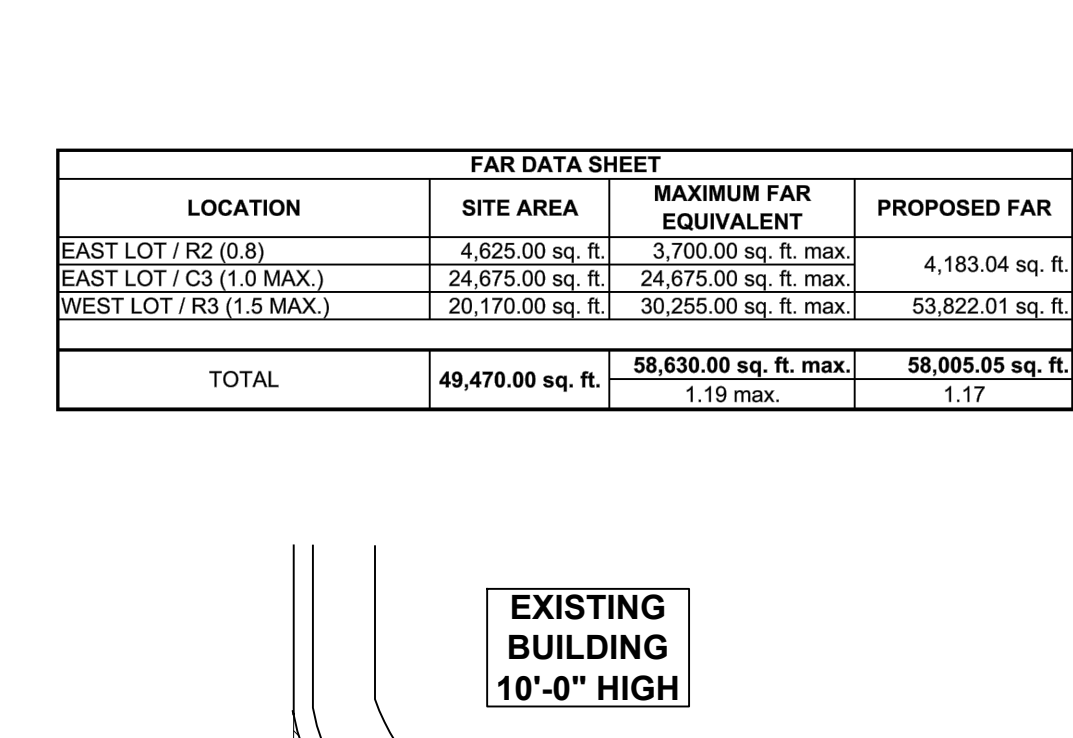 FAR DATA SHEET
LOCATION SITE AREA MAXIMUM FAR EQUIVALENT PROPOSED FAR
EAST LOT / R2 (0.8) 4,625.00 sq. ft. 3,700.00 sq. ft. max. 4,183.04 sq. ft.
EAST LOT / C3 (1.0 MAX.) 24,675.00 sq. ft. 24,675.00 sq. ft. max.
WEST LOT / R3 (1.5 MAX.) 20,170.00 sq. ft. 30,255.00 sq. ft. max. 53,822.01 sq. ft.
TOTAL 49,470.00 sq. ft. 58,630.00 sq. ft. max. 58,005.05 sq. ft.
1.19 max. 1.17
EXISTING
BUILDING
10'-0" HIGH